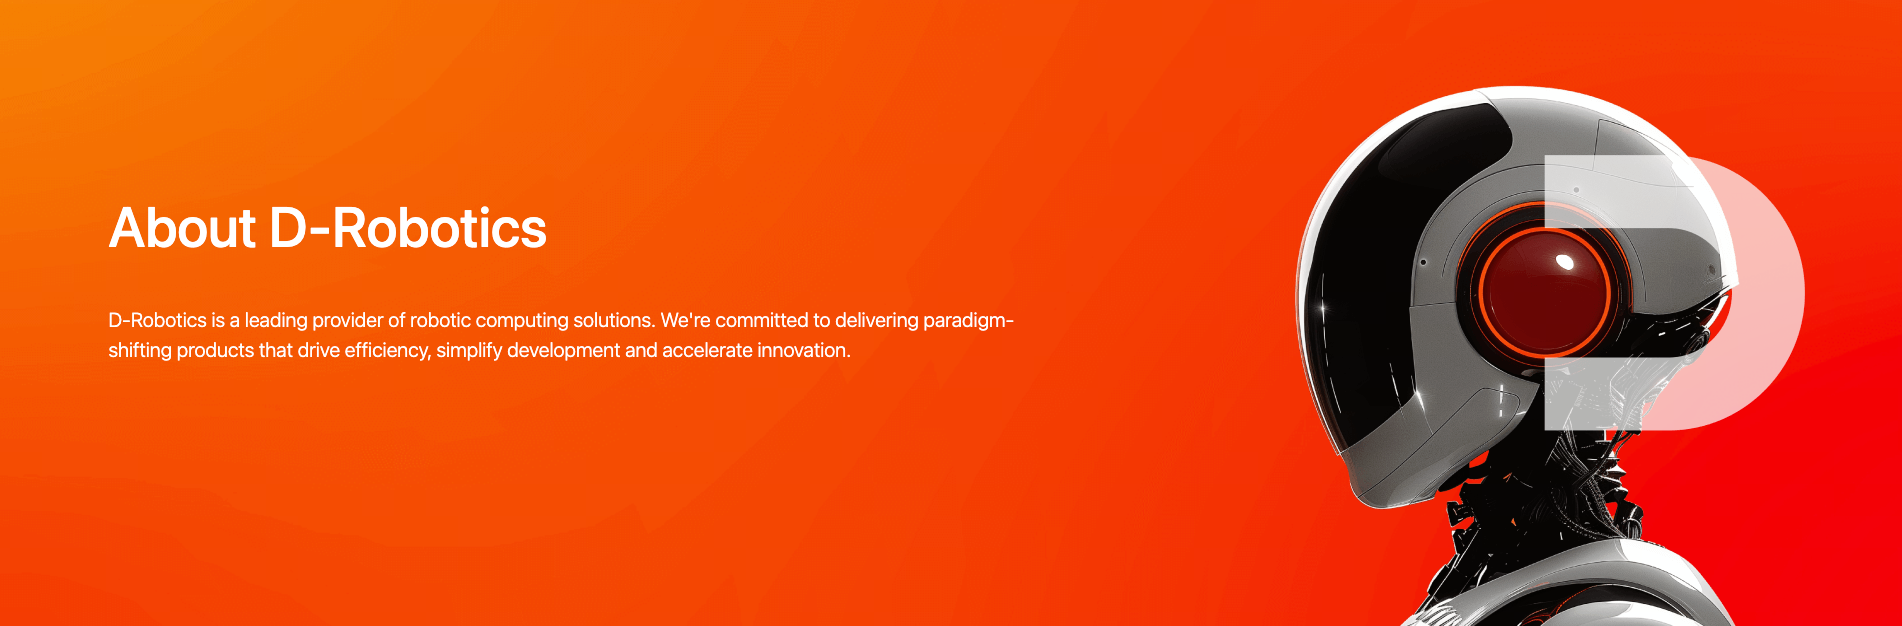 About D-Robotics
D-Robotics is a leading provider of robotic computing solutions. We're committed to delivering paradigm-
shifting products that drive efficiency, simplify development and accelerate innovation.